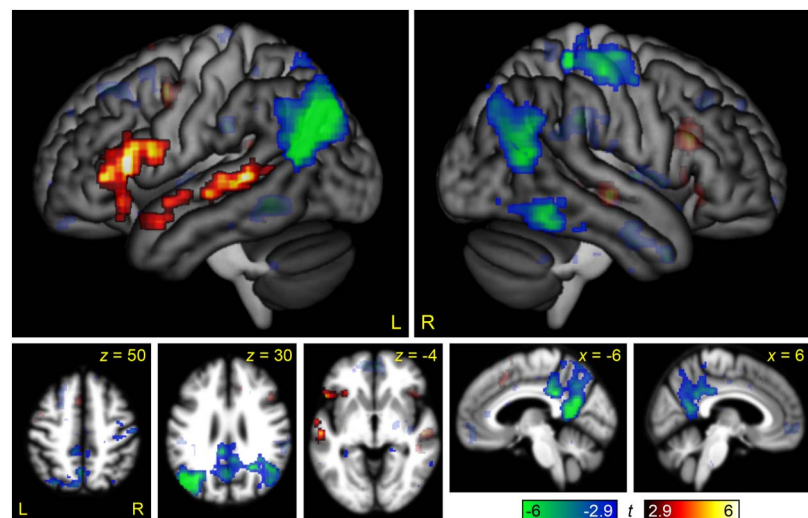 L
R
z = 50
z = 30
z = -4
x = -6
x = 6
L
R
-6
-2.9
t
2.9
6